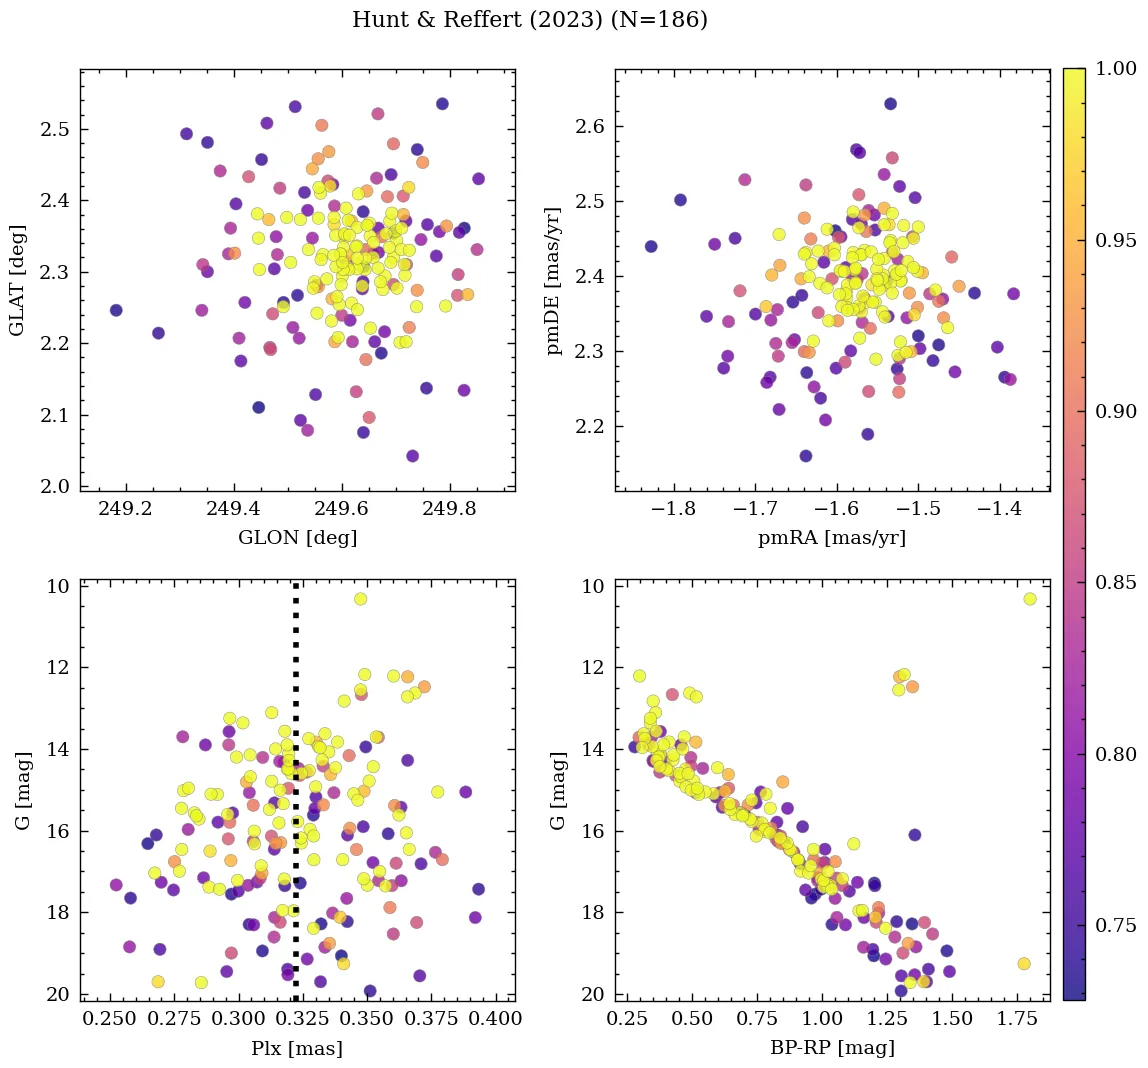 Hunt & Reffert (2023) (N=186)
2.5
2.4
2.3
2.2
2.1
2.0
GLAT [deg]
249.2 249.4 249.6 249.8
GLON [deg]
2.6
2.5
2.4
2.3
2.2
pmDE [mas/yr]
−1.8 −1.7 −1.6 −1.5 −1.4
pmRA [mas/yr]
1.00
0.95
0.90
0.85
0.80
0.75
10
12
14
16
18
20
G [mag]
0.250 0.275 0.300 0.325 0.350 0.375 0.400
Plx [mas]
10
12
14
16
18
20
G [mag]
0.25 0.50 0.75 1.00 1.25 1.50 1.75
BP-RP [mag]